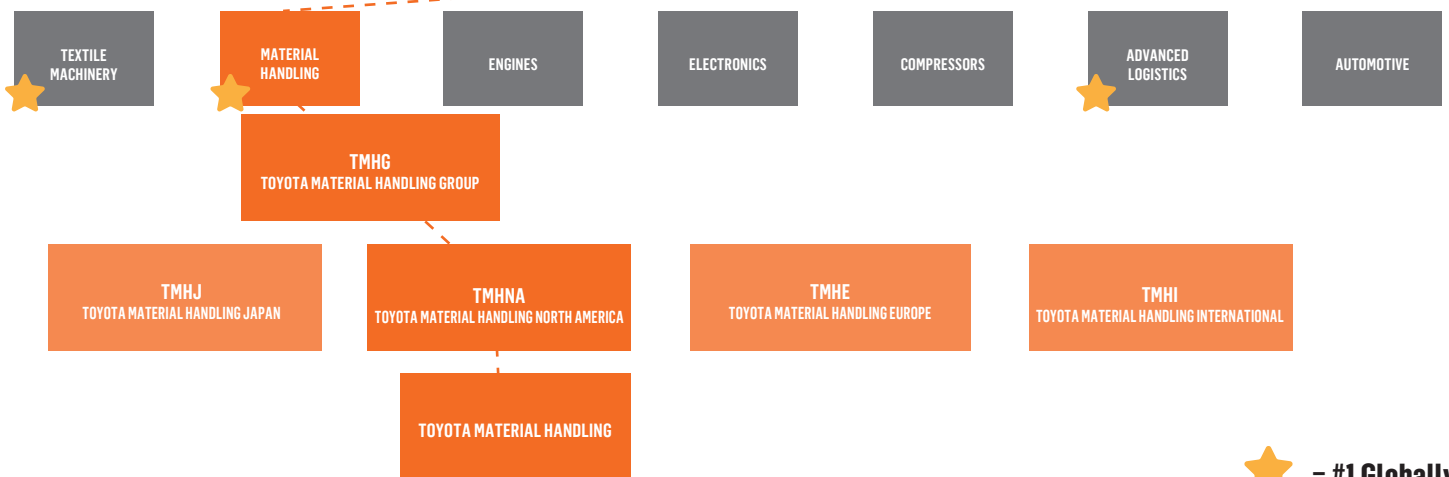 TEXTILE
MACHINERY
MATERIAL
HANDLING
ENGINES
ELECTRONICS
COMPRESSORS
ADVANCED
LOGISTICS
AUTOMOTIVE
TMHG
TOYOTA MATERIAL HANDLING GROUP
TMHJ
TOYOTA MATERIAL HANDLING JAPAN
TMHNA
TOYOTA MATERIAL HANDLING NORTH AMERICA
TMHE
TOYOTA MATERIAL HANDLING EUROPE
TMHI
TOYOTA MATERIAL HANDLING INTERNATIONAL
TOYOTA MATERIAL HANDLING
= #1 Globally